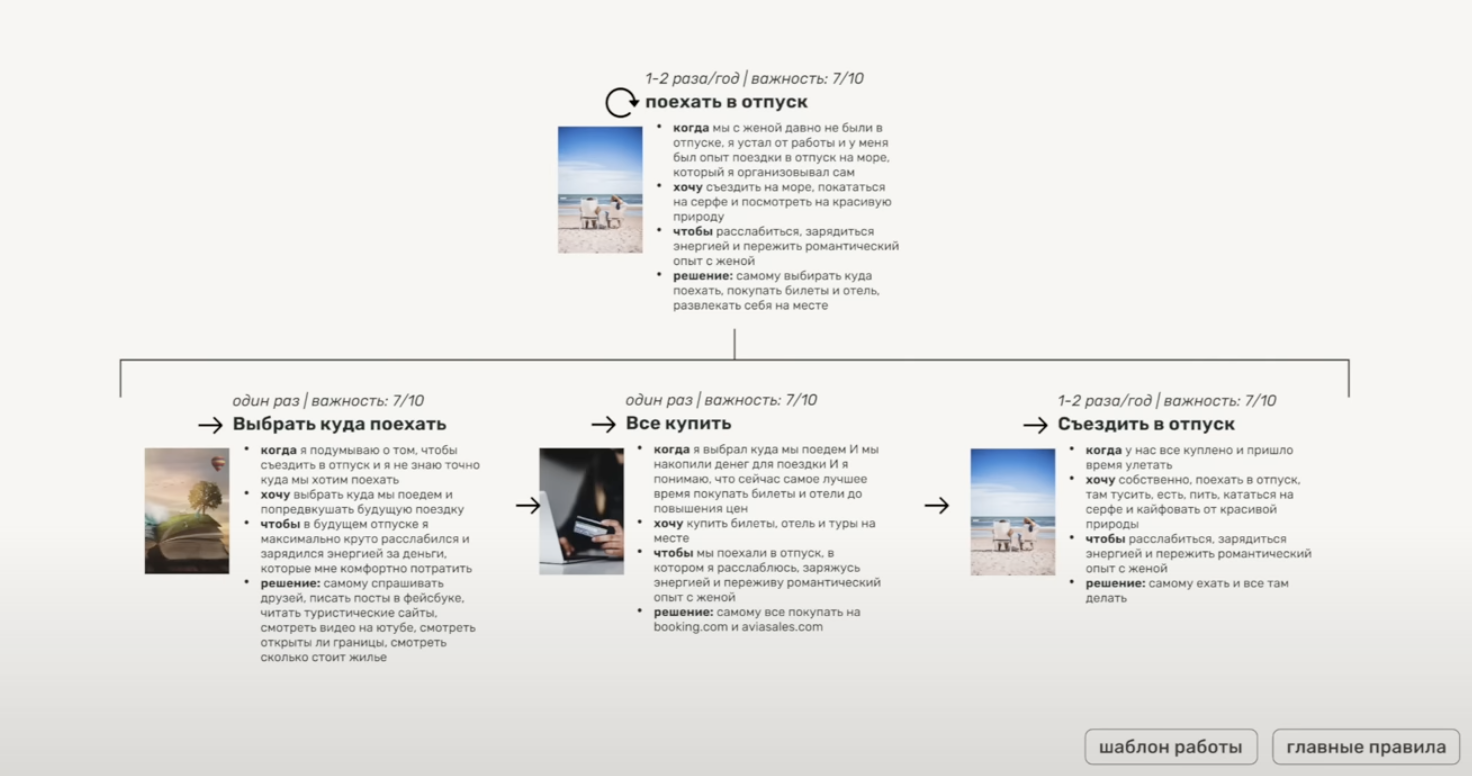 1-2 раза/год | важность: 7/10
поехать в отпуск
• когда мы с женой давно не были в
отпуске, я устал от работы и у меня
был опыт поездки в отпуск на море,
который я организовывал сам
• хочу съездить на море, покататься
на серфе и посмотреть на красивую
природу
• чтобы расслабиться, зарядиться
энергией и пережить романтический
опыт с женой
• решение: самому выбирать куда
поехать, покупать билеты и отель,
развлекать себя на месте
один раз | важность: 7/10
Выбрать куда поехать
• когда я подумываю о том, чтобы
съездить в отпуск и я не знаю точно
куда мы хотим поехать
• хочу выбрать куда мы поедем и
попредвкушать будущую поездку
• чтобы в будущем отпуске я
максимально круто расслабился и
зарядился энергией за деньги,
которые мне комфортно потратить
• решение: самому спрашивать
друзей, писать посты в фейсбуке,
читать туристические сайты,
смотреть видео на ютубе, смотреть
открыты ли границы, смотреть
сколько стоит жилье
один раз | важность: 7/10
Все купить
• когда я выбрал куда мы поедем И мы
накопили денег для поездки И я
понимаю, что сейчас самое лучшее
время покупать билеты и отели до
повышения цен
• хочу купить билеты, отель и туры на
месте
• чтобы мы поехали в отпуск, в
котором я расслаблюсь, заряжусь
энергией и переживу романтический
опыт с женой
• решение: самому все покупать на
booking.com и aviasales.com
1-2 раза/год | важность: 7/10
Съездить в отпуск
• когда у нас все куплено и пришло
время улетать
• хочу собственно, поехать в отпуск,
там тусить, есть, пить, кататься на
серфе и кайфовать от красивой
природы
• чтобы расслабиться, зарядиться
энергией и пережить романтический
опыт с женой
• решение: самому ехать и все там
делать
шаблон работы
главные правила